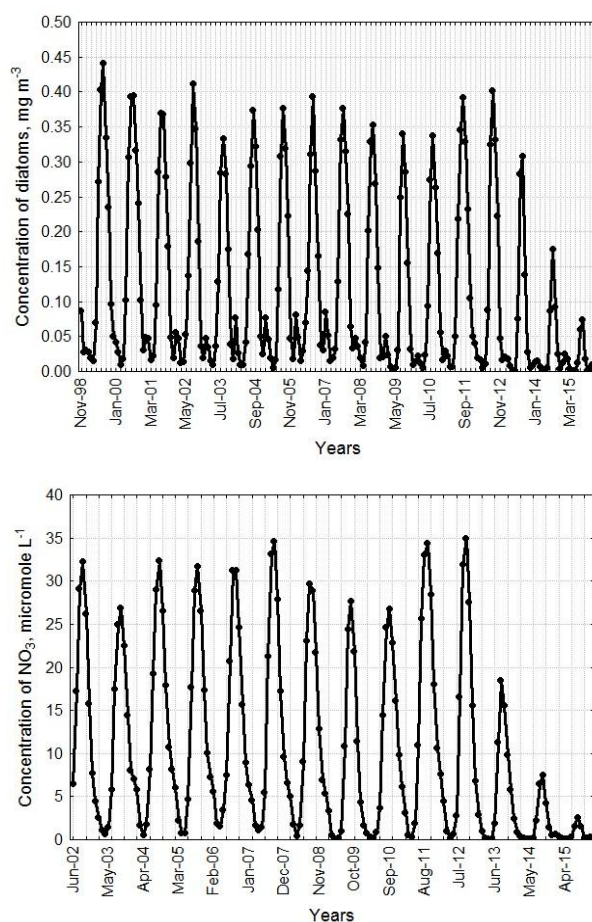 Concentration of diatoms, mg m-3
0.50
0.45
0.40
0.35
0.30
0.25
0.20
0.15
0.10
0.05
0.00
Nov-98
Jan-00
Mar-01
May-02
Jul-03
Sep-04
Nov-05
Jan-07
Mar-08
May-09
Jul-10
Sep-11
Nov-12
Jan-14
Mar-15
Years
Concentration of NO3, micromole L-1
40
35
30
25
20
15
10
5
0
Jun-02
May-03
Apr-04
Mar-05
Feb-06
Jan-07
Dec-07
Nov-08
Oct-09
Sep-10
Aug-11
Jul-12
Jun-13
May-14
Apr-15
Years